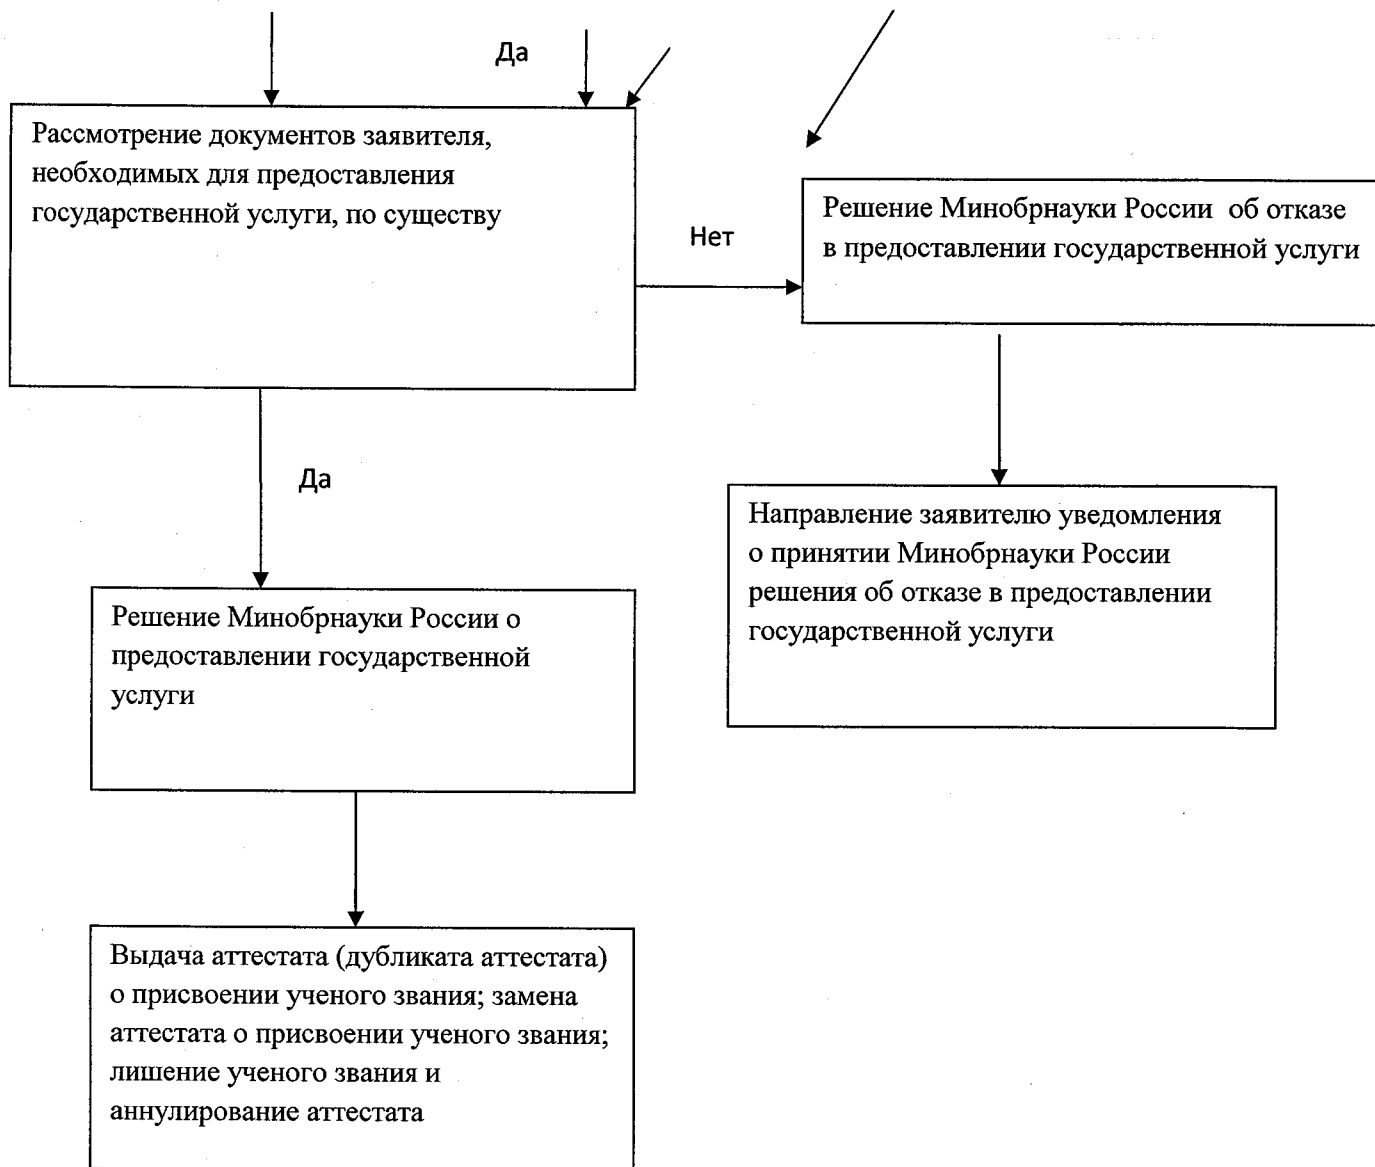 Да
Рассмотрение документов заявителя,
необходимых для предоставления
государственной услуги, по существу
Нет
Решение Минобрнауки России об отказе
в предоставлении государственной услуги
Да
Направление заявителю уведомления
о принятии Минобрнауки России
решения об отказе в предоставлении
государственной услуги
Решение Минобрнауки России о
предоставлении государственной
услуги
Выдача аттестата (дубликата аттестата)
о присвоении ученого звания; замена
аттестата о присвоении ученого звания;
лишение ученого звания и
аннулирование аттестата